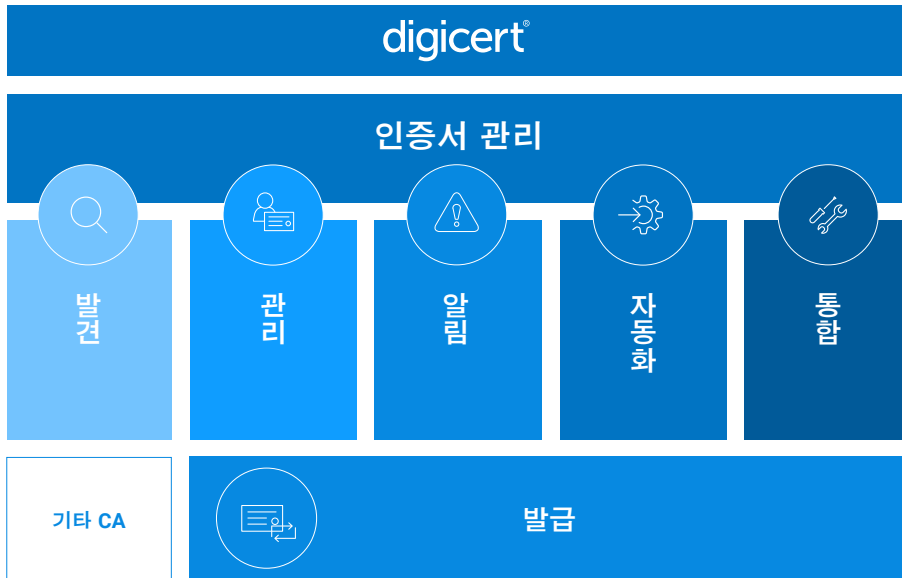 digicert®
인증서 관리
발견
관리
알림
자동화
통합
기타 CA
발급